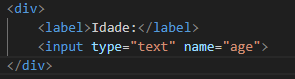 <div>
<label>Idade:</label>
<input type="text" name="age">
</div>